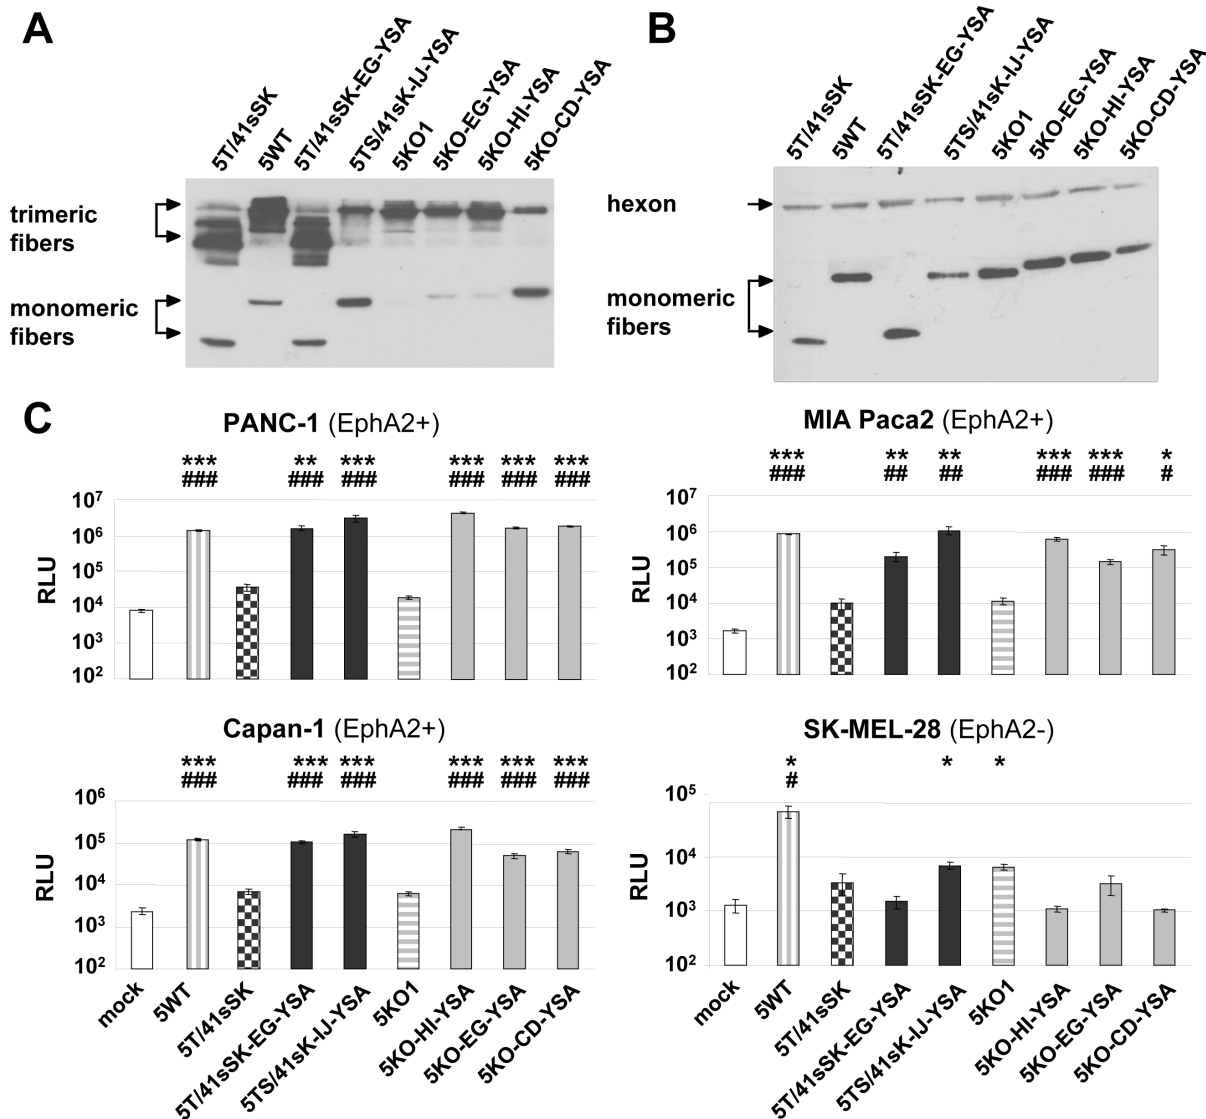 A
5T/41sSK
5WT
5T/41sSK-EG-YSA
5TS/41sK-IJ-YSA
5KO1
5KO-EG-YSA
5KO-HI-YSA
5KO-CD-YSA
trimeric
fibers
monomeric
fibers
B
5T/41sSK
5WT
5T/41sSK-EG-YSA
5TS/41sK-IJ-YSA
5KO1
5KO-EG-YSA
5KO-HI-YSA
5KO-CD-YSA
hexon
monomeric
fibers
C
PANC-1 (EphA2+)
*** ** *** *** *** ***
### ### ### ### ### ###
10⁷
10⁶
10⁵
10⁴
10³
10²
RLU
MIA Paca2 (EphA2+)
*** ** ** *** *** *
### ## ## ### ### #
10⁷
10⁶
10⁵
10⁴
10³
10²
RLU
Capan-1 (EphA2+)
*** *** *** *** *** ***
### ### ### ### ### ###
10⁶
10⁵
10⁴
10³
10²
RLU
mock
5WT
5T/41sSK
5T/41sSK-EG-YSA
5TS/41sK-IJ-YSA
5KO1
5KO-HI-YSA
5KO-EG-YSA
5KO-CD-YSA
SK-MEL-28 (EphA2-)
* * *
#
10⁵
10⁴
10³
10²
RLU
mock
5WT
5T/41sSK
5T/41sSK-EG-YSA
5TS/41sK-IJ-YSA
5KO1
5KO-HI-YSA
5KO-EG-YSA
5KO-CD-YSA